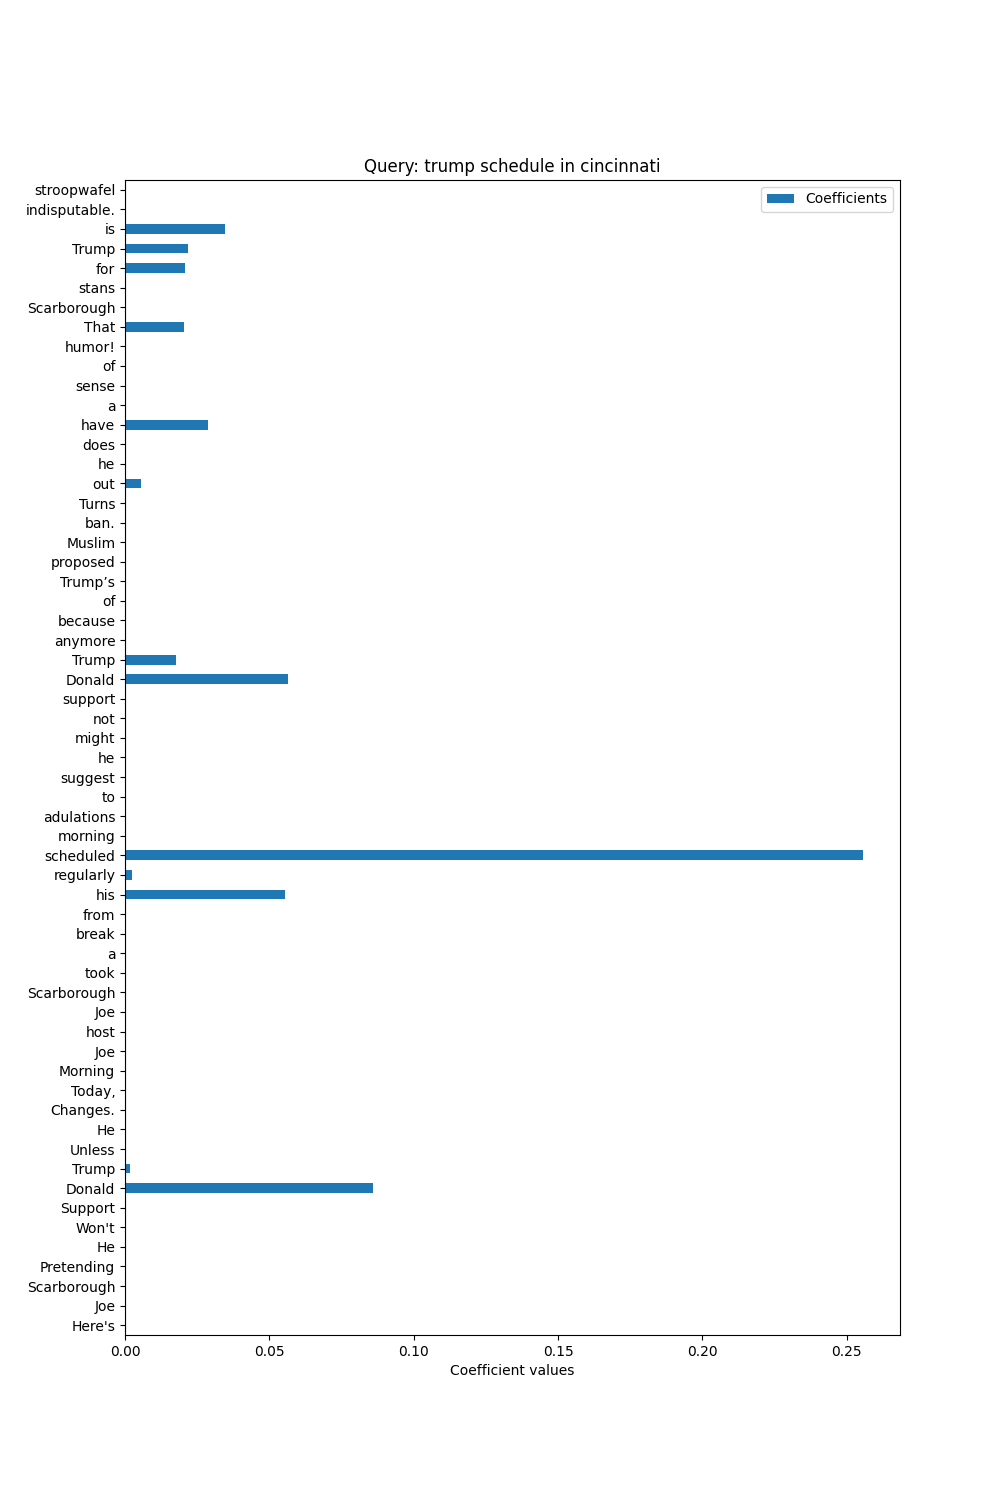 Query: trump schedule in cincinnati
Coefficients
stroopwafel
indisputable.
is
Trump
for
stans
Scarborough
That
humor!
of
sense
a
have
does
he
out
Turns
ban.
Muslim
proposed
Trump’s
of
because
anymore
Trump
Donald
support
not
might
he
suggest
to
adulations
morning
scheduled
regularly
his
from
break
a
took
Scarborough
Joe
host
Joe
Morning
Today,
Changes.
He
Unless
Trump
Donald
Support
Won't
He
Pretending
Scarborough
Joe
Here's
0.00 0.05 0.10 0.15 0.20 0.25
Coefficient values